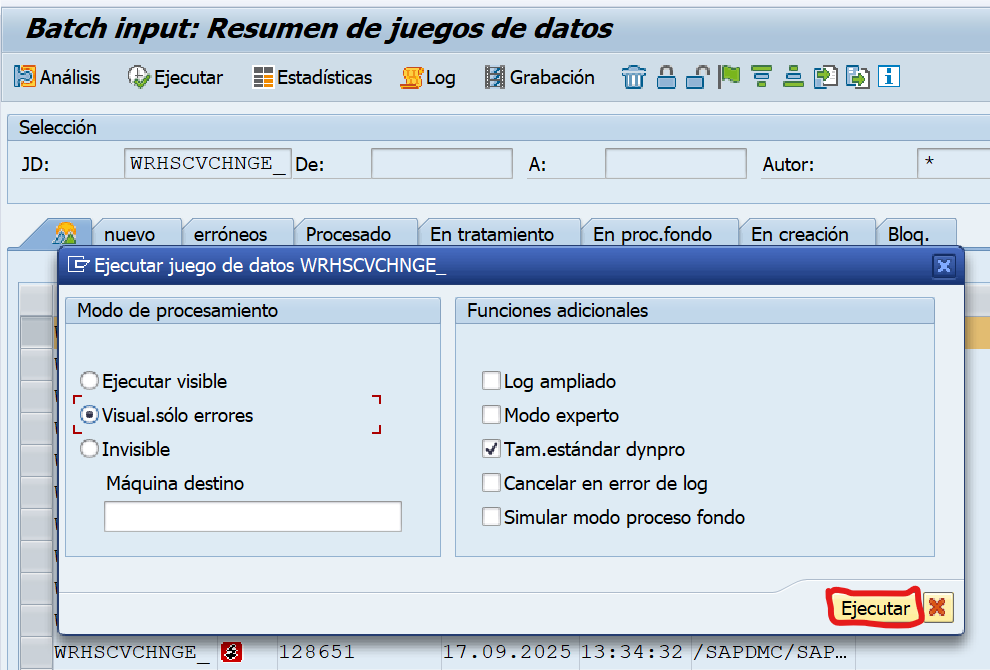 Batch input: Resumen de juegos de datos
Análisis Ejecutar Estadísticas Log Grabación
Selección
JD: WRHSCVCHNGE_ De: A: Autor: *
nuevo erróneos Procesado En tratamiento En proc.fondo En creación Bloq.
Ejecutar juego de datos WRHSCVCHNGE_
Modo de procesamiento Funciones adicionales
Ejecutar visible Log ampliado
Visual.sólo errores Modo experto
Invisible Tam.estándar dynpro
Máquina destino Cancelar en error de log
Simular modo proceso fondo
Ejecutar
WRHSCVCHNGE_ 128651 17.09.2025 13:34:32 /SAPDMC/SAP…